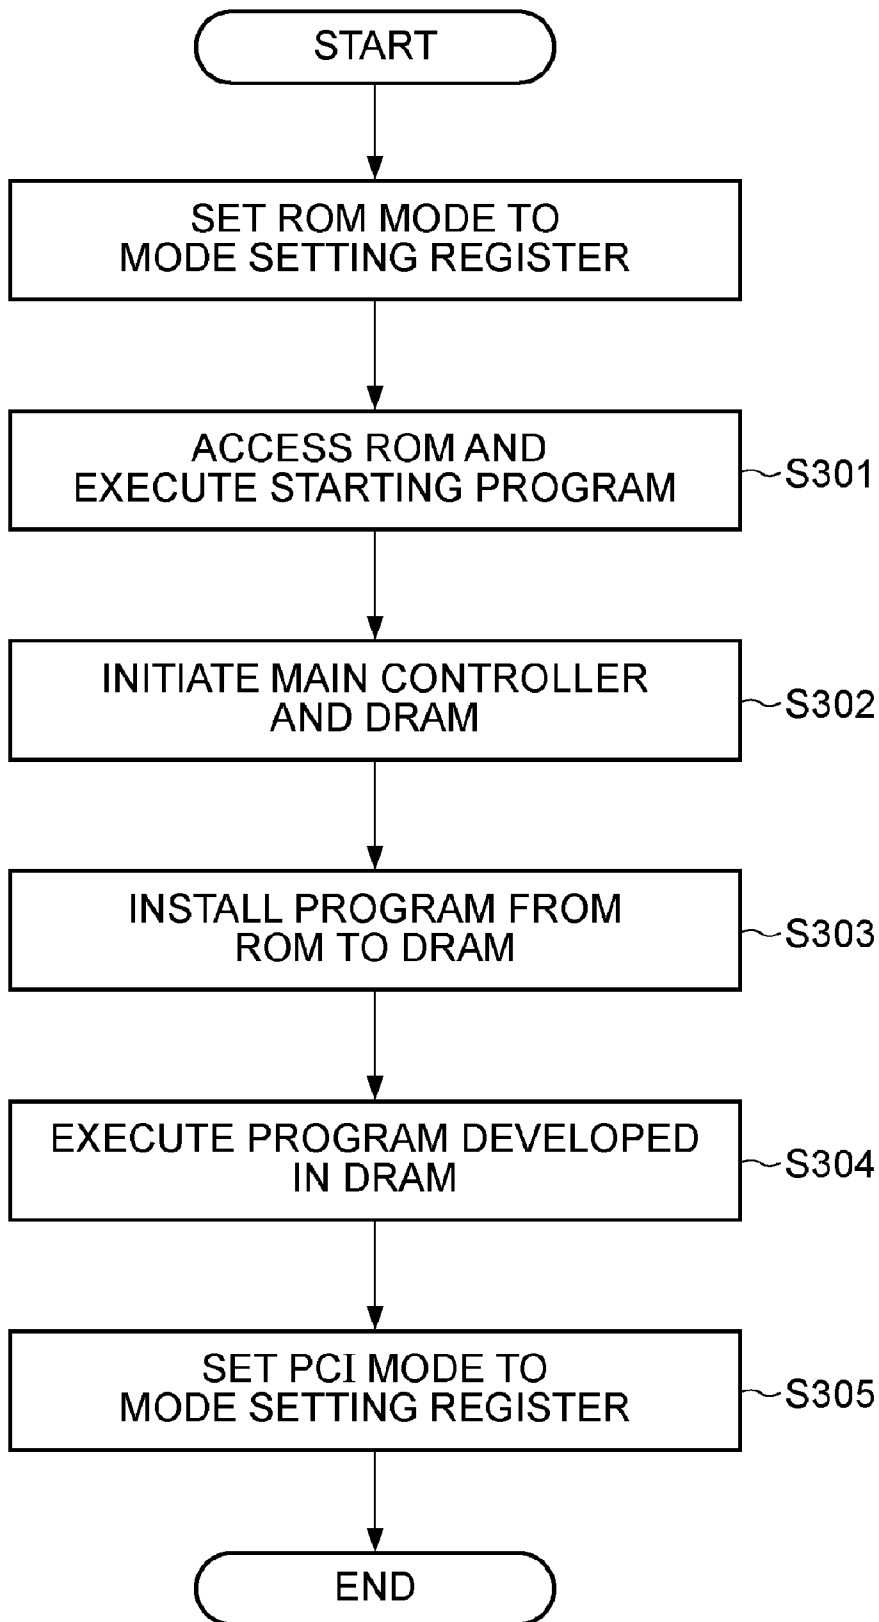 START
SET ROM MODE TO
MODE SETTING REGISTER
ACCESS ROM AND
EXECUTE STARTING PROGRAM
S301
INITIATE MAIN CONTROLLER
AND DRAM
S302
INSTALL PROGRAM FROM
ROM TO DRAM
S303
EXECUTE PROGRAM DEVELOPED
IN DRAM
S304
SET PCI MODE TO
MODE SETTING REGISTER
S305
END